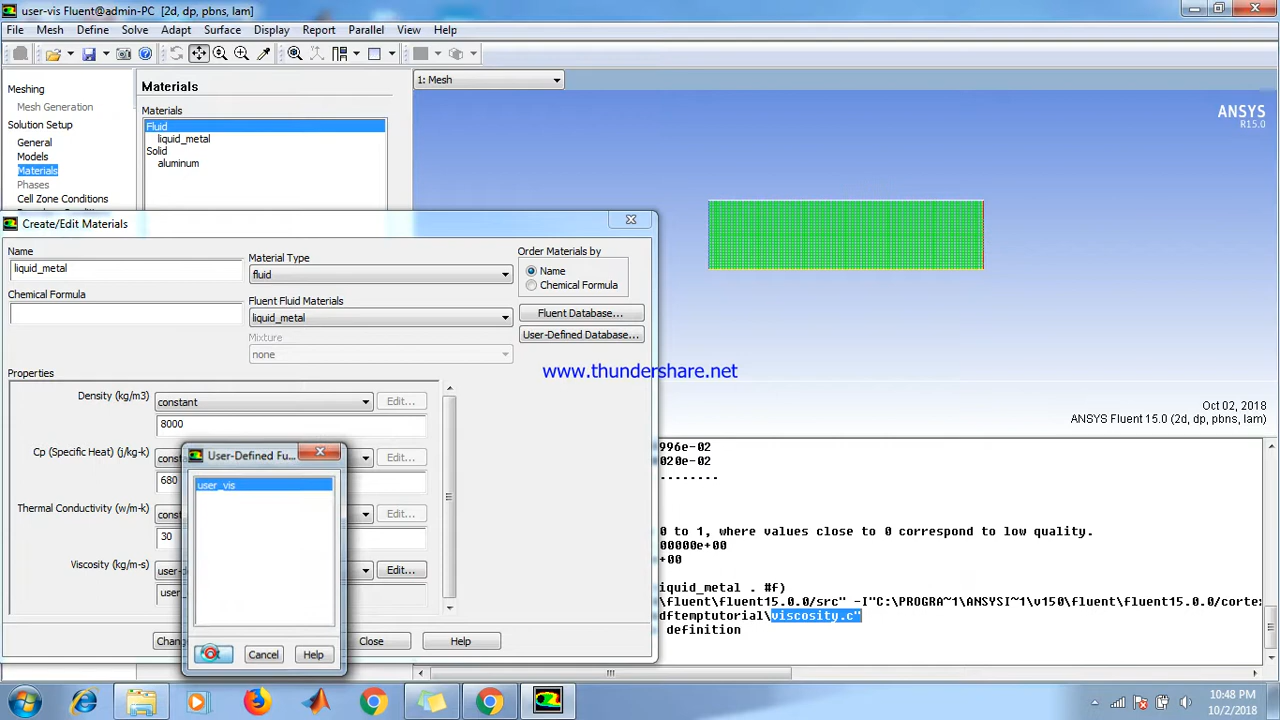 user-vis Fluent@admin-PC [2d, dp, pbns, lam]
File Mesh Define Solve Adapt Surface Display Report Parallel View Help
Meshing
Mesh Generation
Solution Setup
General
Models
Materials
Phases
Cell Zone Conditions
Materials
Materials
Fluid
liquid_metal
Solid
aluminum
1: Mesh
ANSYS
R15.0
Create/Edit Materials
Name
liquid_metal
Chemical Formula
Material Type
fluid
Fluent Fluid Materials
liquid_metal
Mixture
none
Order Materials by
Name
Chemical Formula
Fluent Database...
User-Defined Database...
www.thundershare.net
Properties
Density (kg/m3) constant Edit...
8000
Cp (Specific Heat) (j/kg-k) Edit...
680
Thermal Conductivity (w/m-k) Edit...
30
Viscosity (kg/m-s) Edit...
Close Help
User-Defined Fu...
user_vis
Cancel Help
Oct 02, 2018
ANSYS Fluent 15.0 (2d, dp, pbns, lam)
996e-02
020e-02
--------
0 to 1, where values close to 0 correspond to low quality.
00000e+00
+00
iquid_metal . #f)
\fluent\fluent15.0.0/src" -I"C:\PROGRA~1\ANSYSI~1\v150\fluent\fluent15.0.0/cortex
dftemptutorial\viscosity.c"
definition
10:48 PM
10/2/2018